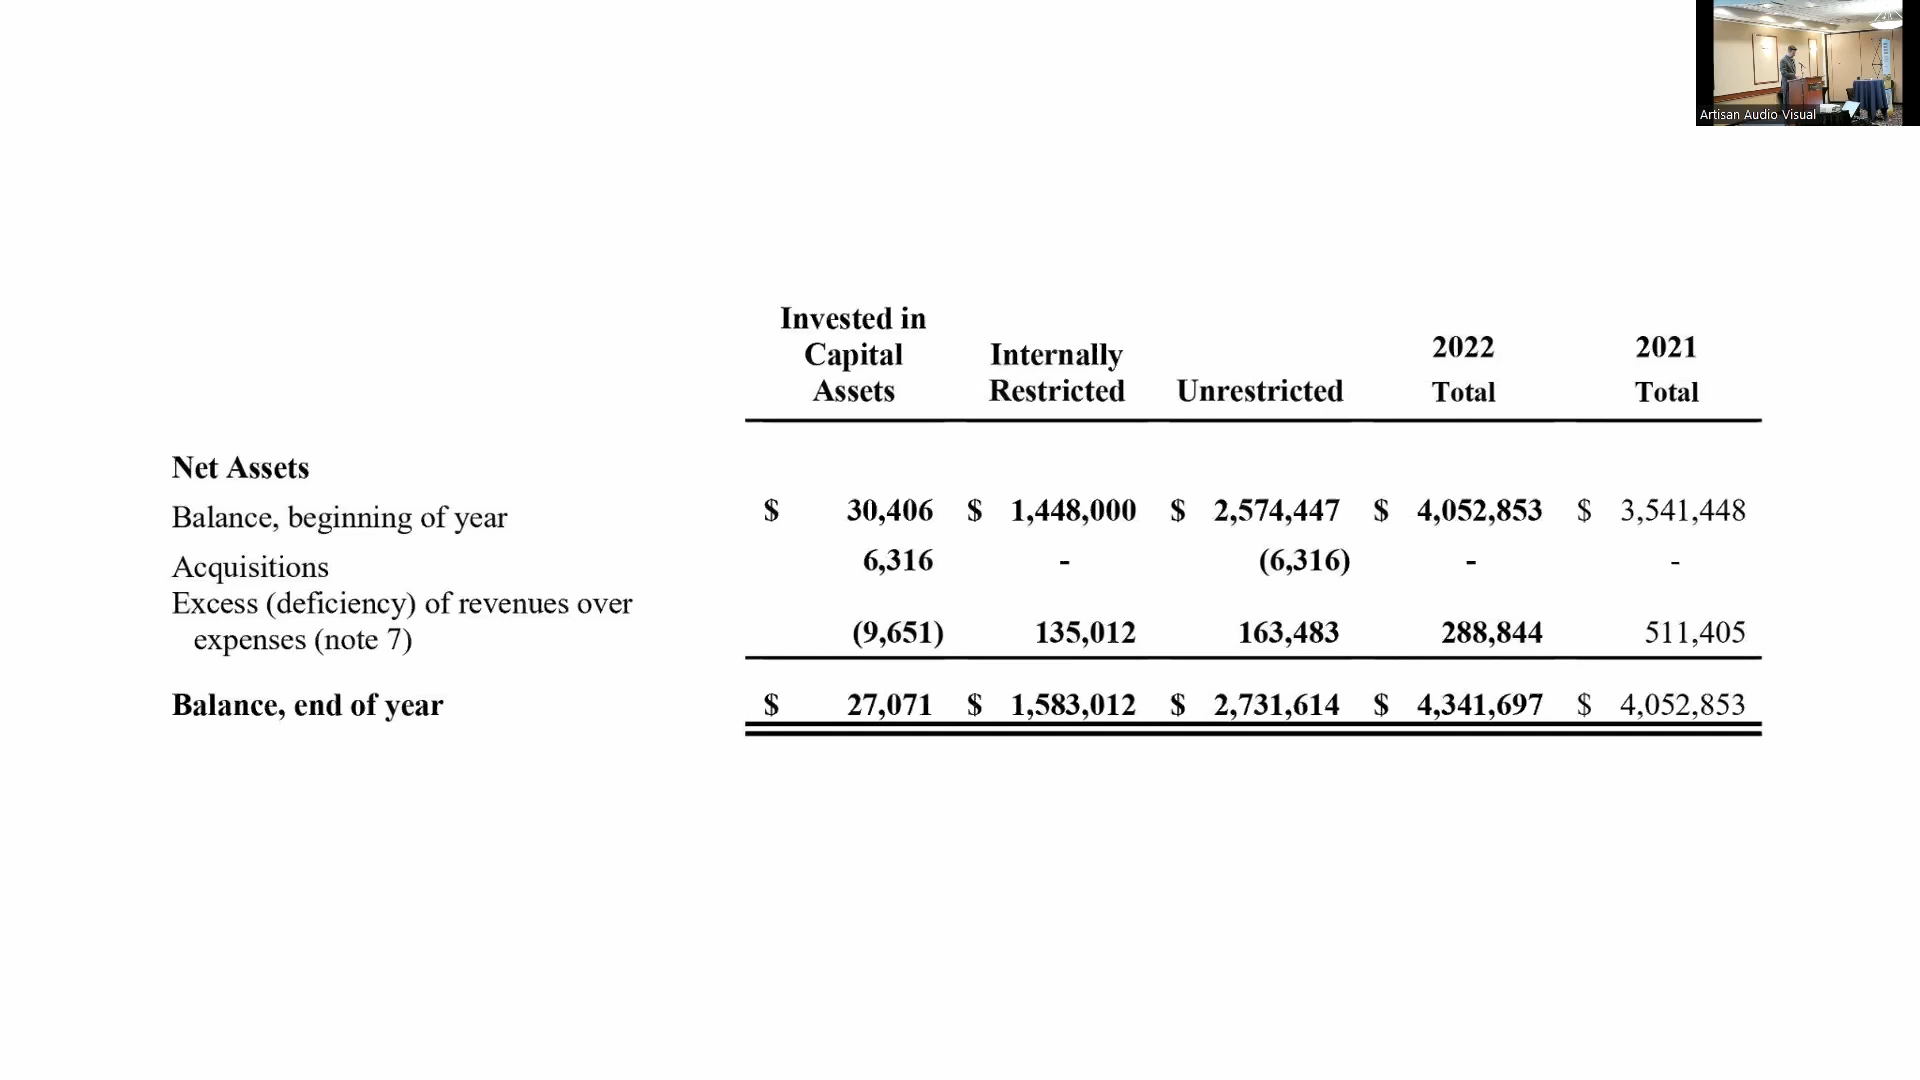 Artisan Audio Visual
Invested in
Capital Internally 2022 2021
Assets Restricted Unrestricted Total Total
Net Assets
Balance, beginning of year $ 30,406 $ 1,448,000 $ 2,574,447 $ 4,052,853 $ 3,541,448
Acquisitions 6,316 - (6,316) - -
Excess (deficiency) of revenues over
expenses (note 7) (9,651) 135,012 163,483 288,844 511,405
Balance, end of year $ 27,071 $ 1,583,012 $ 2,731,614 $ 4,341,697 $ 4,052,853